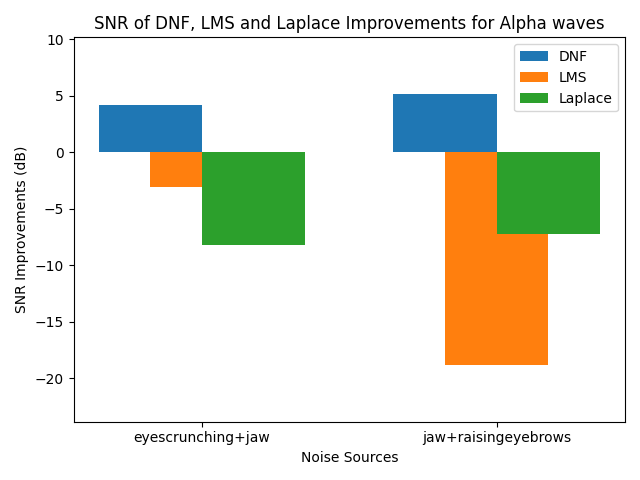 SNR of DNF, LMS and Laplace Improvements for Alpha waves
SNR Improvements (dB)
10
5
0
−5
−10
−15
−20
DNF
LMS
Laplace
eyescrunching+jaw
jaw+raisingeyebrows
Noise Sources